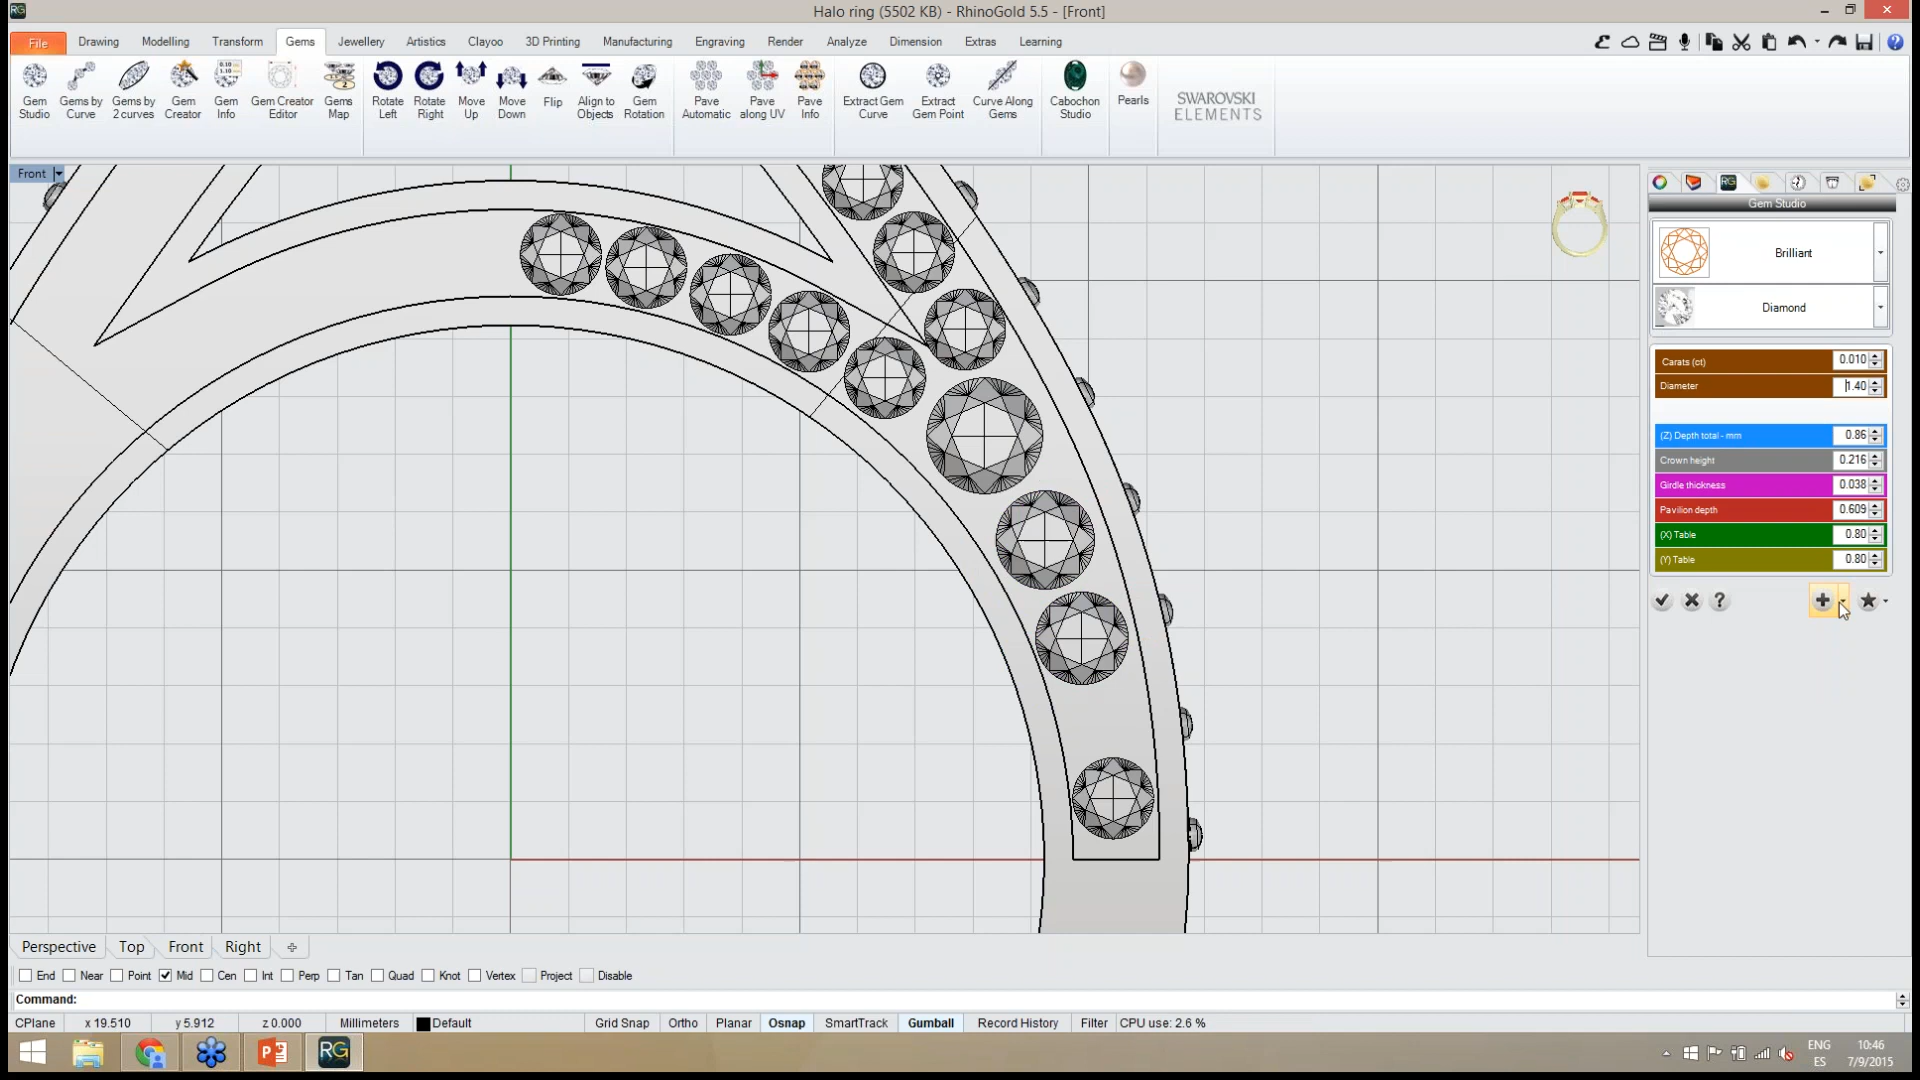 Halo ring (5502 KB) - RhinoGold 5.5 - [Front]
File Drawing Modelling Transform Gems Jewellery Artistics Clayoo 3D Printing Manufacturing Engraving Render Analyze Dimension Extras Learning
Gem Studio
Gems by Curve
Gems by 2 curves
Gem Creator
Gem Info
Gem Creator Editor
Gems Map
Rotate Left
Rotate Right
Move Up
Move Down
Flip
Align to Objects
Gem Rotation
Pave Automatic
Pave along UV
Pave Info
Extract Gem Curve
Extract Gem Point
Curve Along Gems
Cabochon Studio
Pearls
SWAROVSKI
ELEMENTS
Front
RG
Gem Studio
Brilliant
Diamond
Carats (ct) 0.010
Diameter 1.40
(Z) Depth total - mm 0.86
Crown height 0.216
Girdle thickness 0.038
Pavilion depth 0.609
(X) Table 0.80
(Y) Table 0.80
Perspective Top Front Right
End Near Point Mid Cen Int Perp Tan Quad Knot Vertex Project Disable
Command:
CPlane x 19.510 y 5.912 z 0.000 Millimeters Default Grid Snap Ortho Planar Osnap SmartTrack Gumball Record History Filter CPU use: 2.6 %
RG
ENG 10:46
ES 7/9/2015